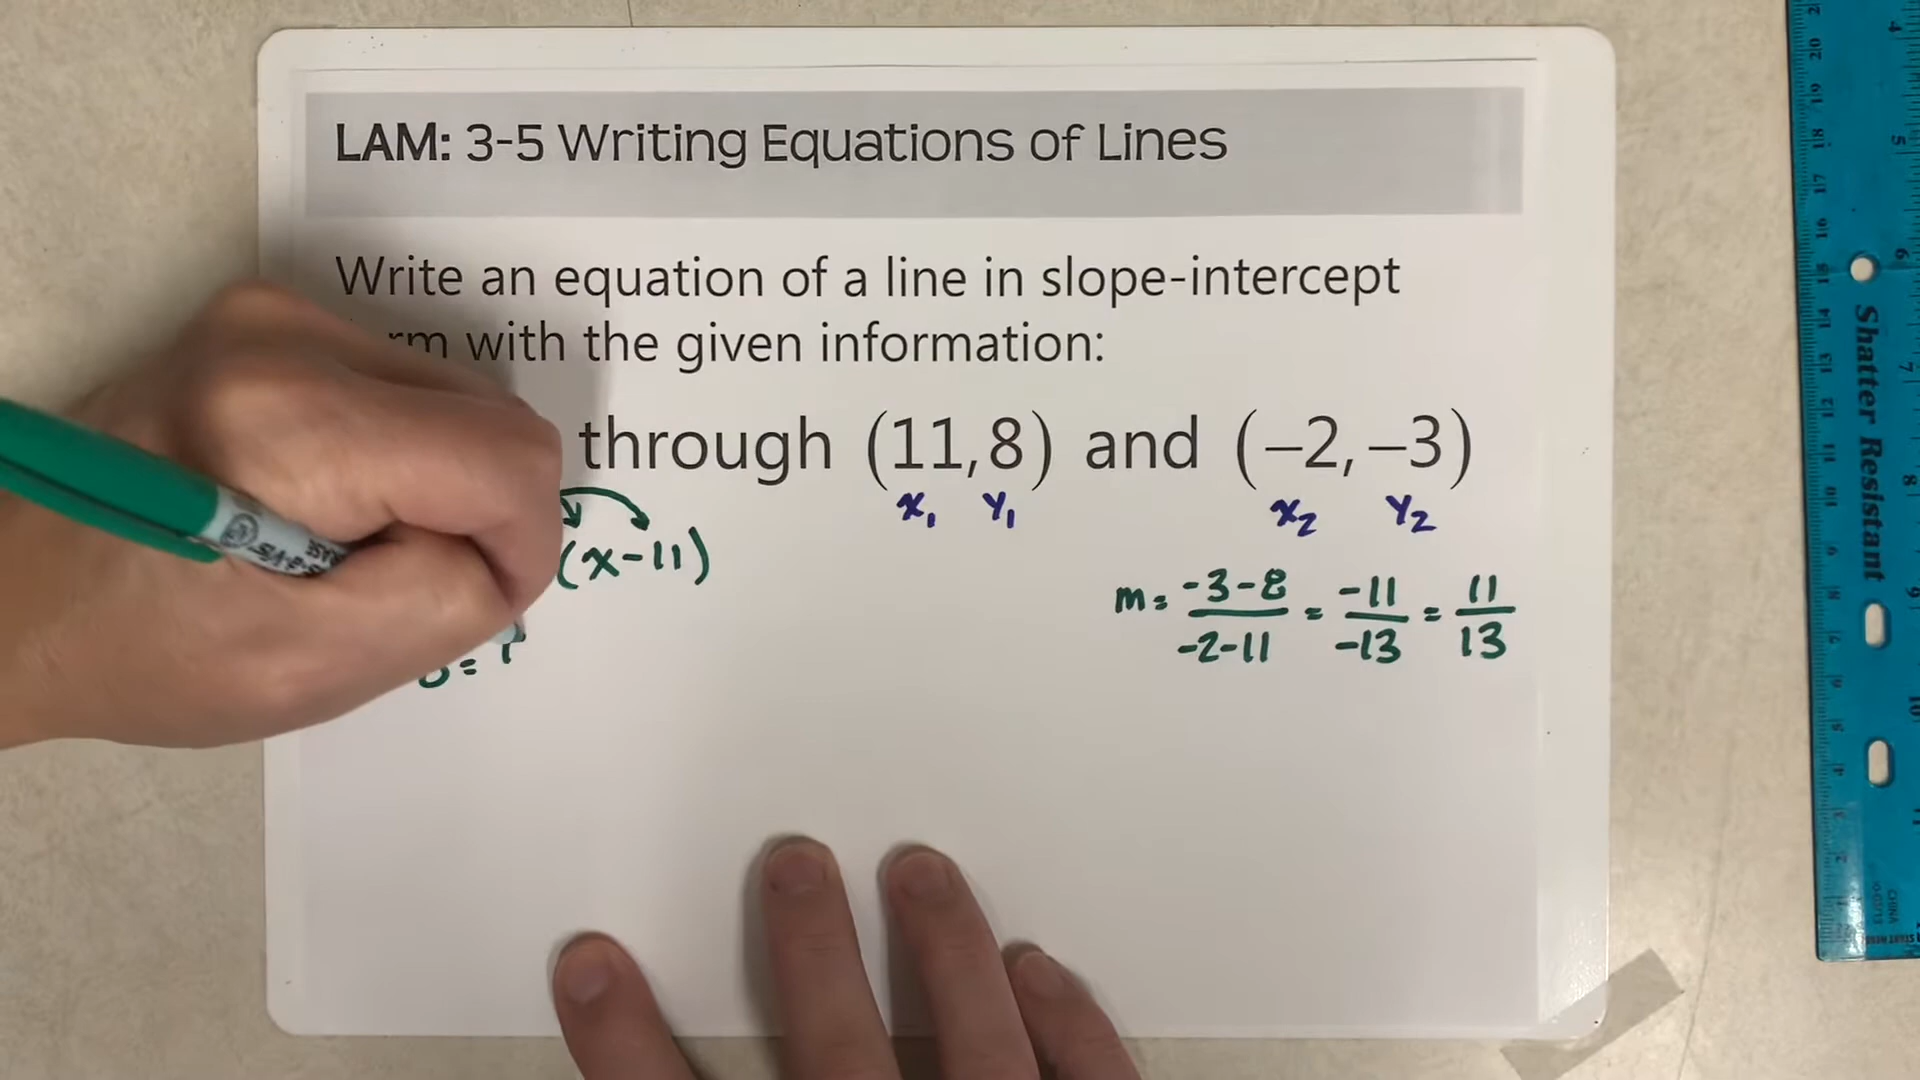 LAM: 3-5 Writing Equations of Lines
Write an equation of a line in slope-intercept
with the given information:
through (11,8) and (−2,−3)
x₁ y₁ x₂ y₂
(x-11)
m = -3-8/-2-11 = -11/-13 = 11/13
Shatter Resistant